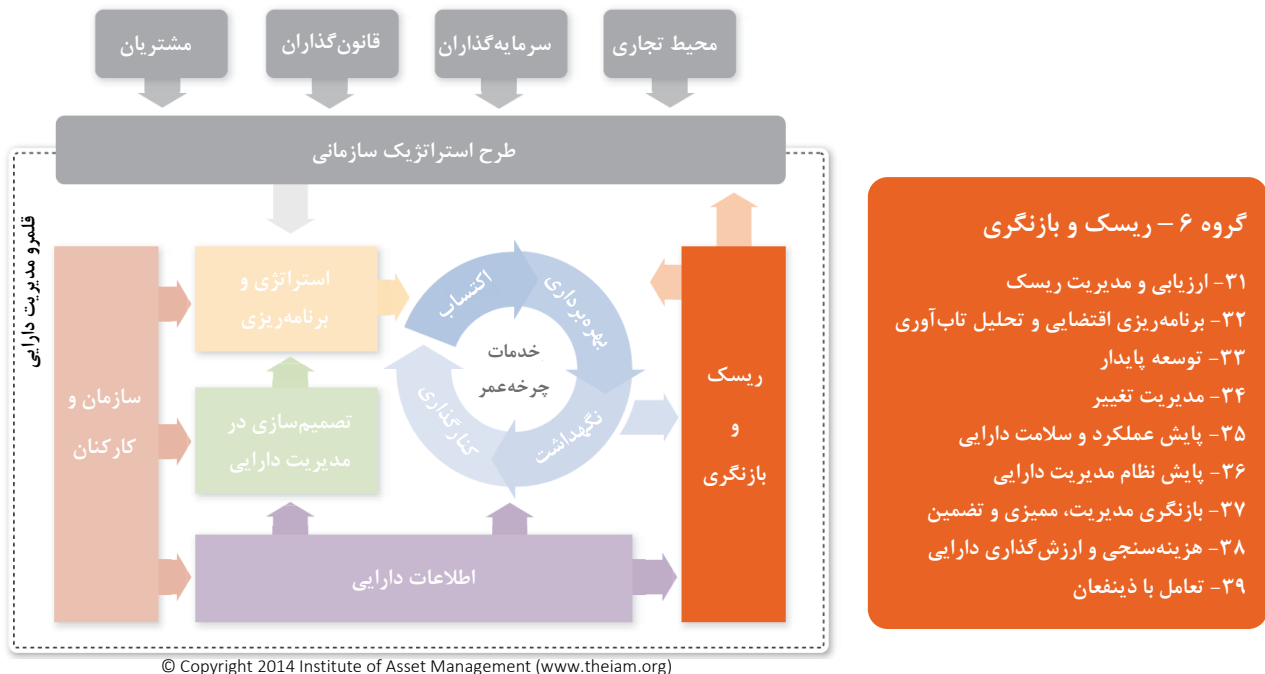 مشتریان
قانون‌گذاران
سرمایه‌گذاران
محیط تجاری
طرح استراتژیک سازمانی
قلمرو مدیریت دارایی
سازمان و
کارکنان
استراتژی و
برنامه‌ریزی
تصمیم‌سازی در
مدیریت دارایی
اکتساب
بهره‌برداری
نگهداشت
کنارگذاری
خدمات
چرخه‌عمر
ریسک
و
بازنگری
اطلاعات دارایی
گروه ۶ – ریسک و بازنگری
۳۱- ارزیابی و مدیریت ریسک
۳۲- برنامه‌ریزی اقتضایی و تحلیل تاب‌آوری
۳۳- توسعه پایدار
۳۴- مدیریت تغییر
۳۵- پایش عملکرد و سلامت دارایی
۳۶- پایش نظام مدیریت دارایی
۳۷- بازنگری مدیریت، ممیزی و تضمین
۳۸- هزینه‌سنجی و ارزش‌گذاری دارایی
۳۹- تعامل با ذینفعان
© Copyright 2014 Institute of Asset Management (www.theiam.org)